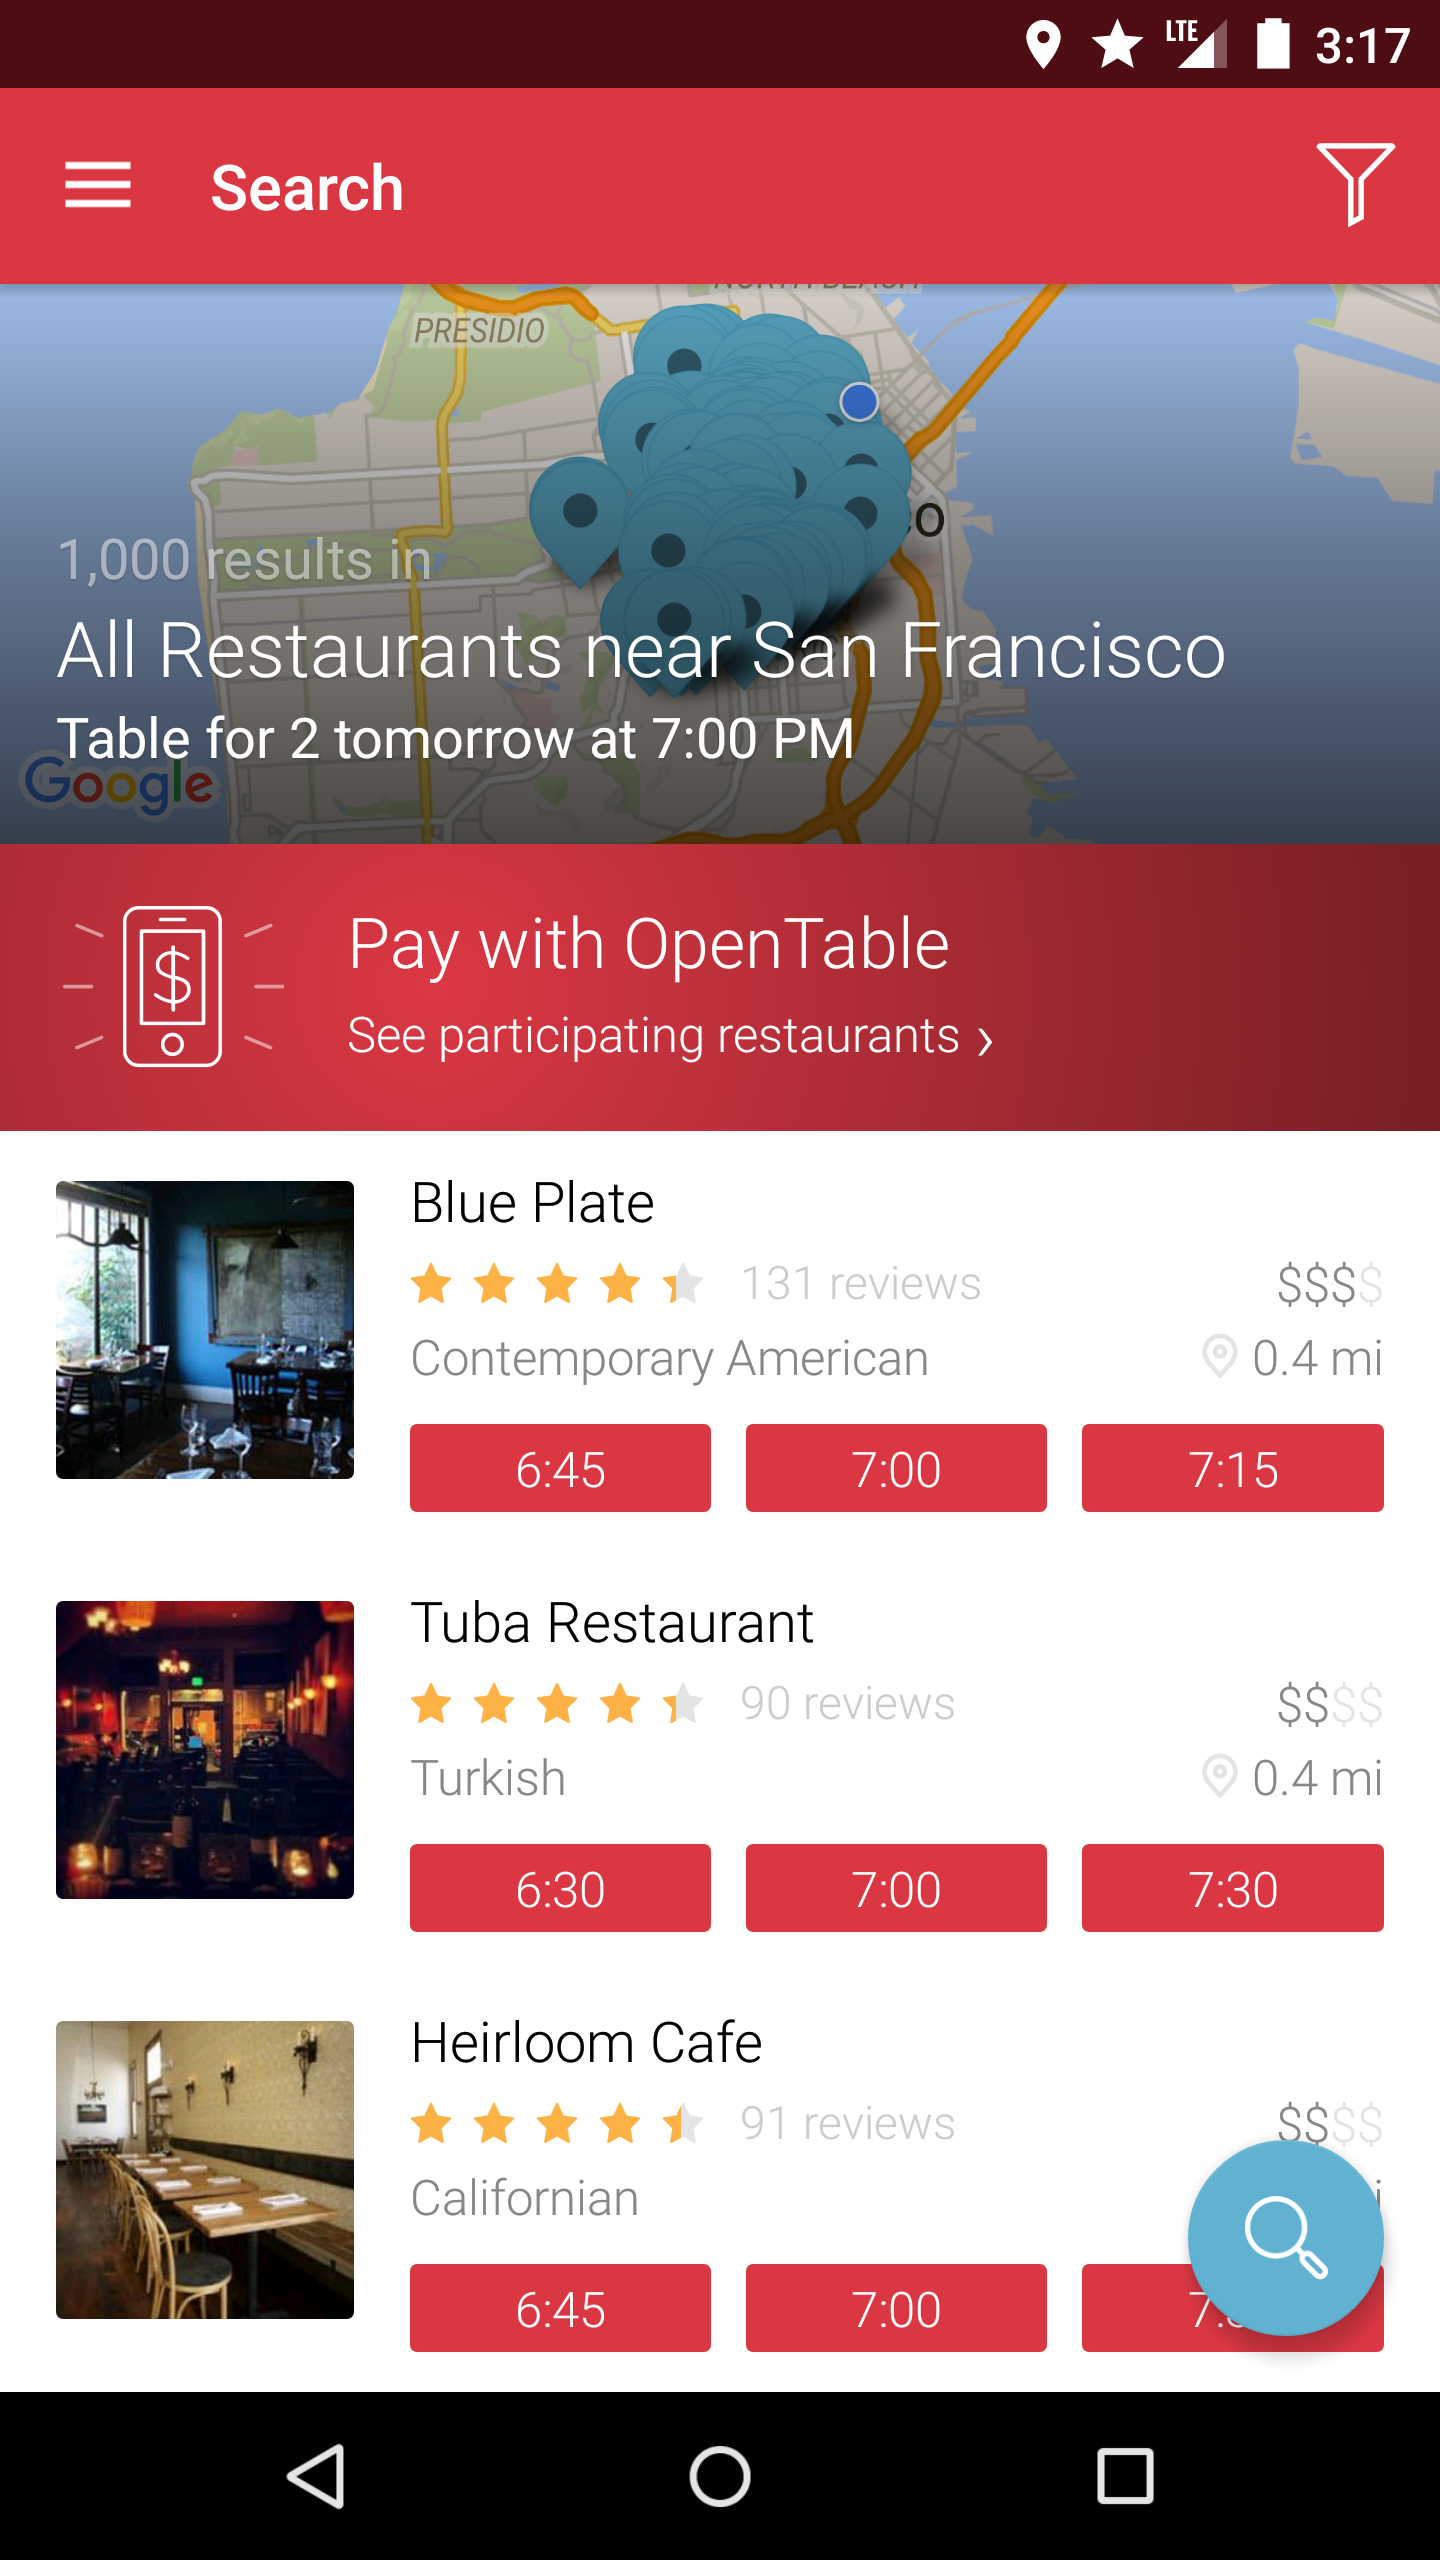 LTE 3:17
Search
PRESIDIO
NORTH BEACH
1,000 results in
All Restaurants near San Francisco
Table for 2 tomorrow at 7:00 PM
Google
Pay with OpenTable
See participating restaurants ›
Blue Plate
131 reviews $$$$
Contemporary American 0.4 mi
6:45 7:00 7:15
Tuba Restaurant
90 reviews $$$$
Turkish 0.4 mi
6:30 7:00 7:30
Heirloom Cafe
91 reviews $$$$
Californian
6:45 7:00